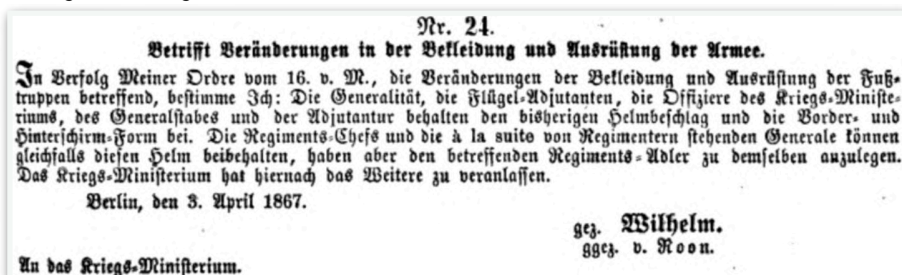 Nr. 24.
Betrifft Veränderungen in der Bekleidung und Ausrüstung der Armee.
In Verfolg Meiner Ordre vom 16. v. M., die Veränderungen der Bekleidung und Ausrüstung der Fuß-
truppen betreffend, bestimme Ich: Die Generalität, die Flügel-Adjutanten, die Offiziere des Kriegs-Ministe-
riums, des Generalstabes und der Adjutantur behalten den bisherigen Helmbeschlag und die Vorder- und
Hinterschirm-Form bei. Die Regiments-Chefs und die à la suite von Regimentern stehenden Generale können
gleichfalls diesen Helm beibehalten, haben aber den betreffenden Regiments-Adler zu demselben anzulegen.
Das Kriegs-Ministerium hat hiernach das Weitere zu veranlassen.
Berlin, den 3. April 1867.
gez. Wilhelm.
ggez. v. Roon.
An das Kriegs-Ministerium.